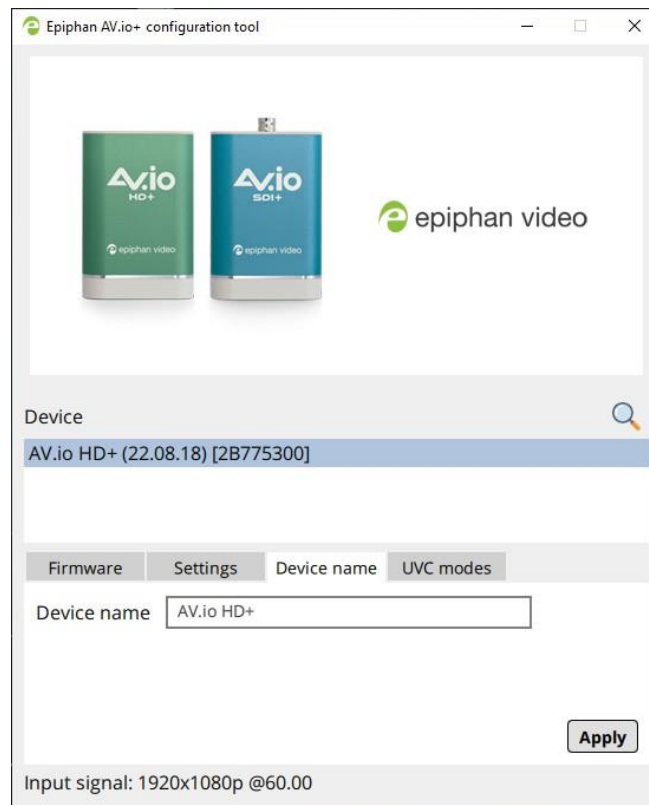 Epiphan AV.io+ configuration tool
AV.io
HD+
epiphan video
AV.io
SDI+
epiphan video
epiphan video
Device
AV.io HD+ (22.08.18) [2B775300]
Firmware Settings Device name UVC modes
Device name AV.io HD+
Apply
Input signal: 1920x1080p @60.00